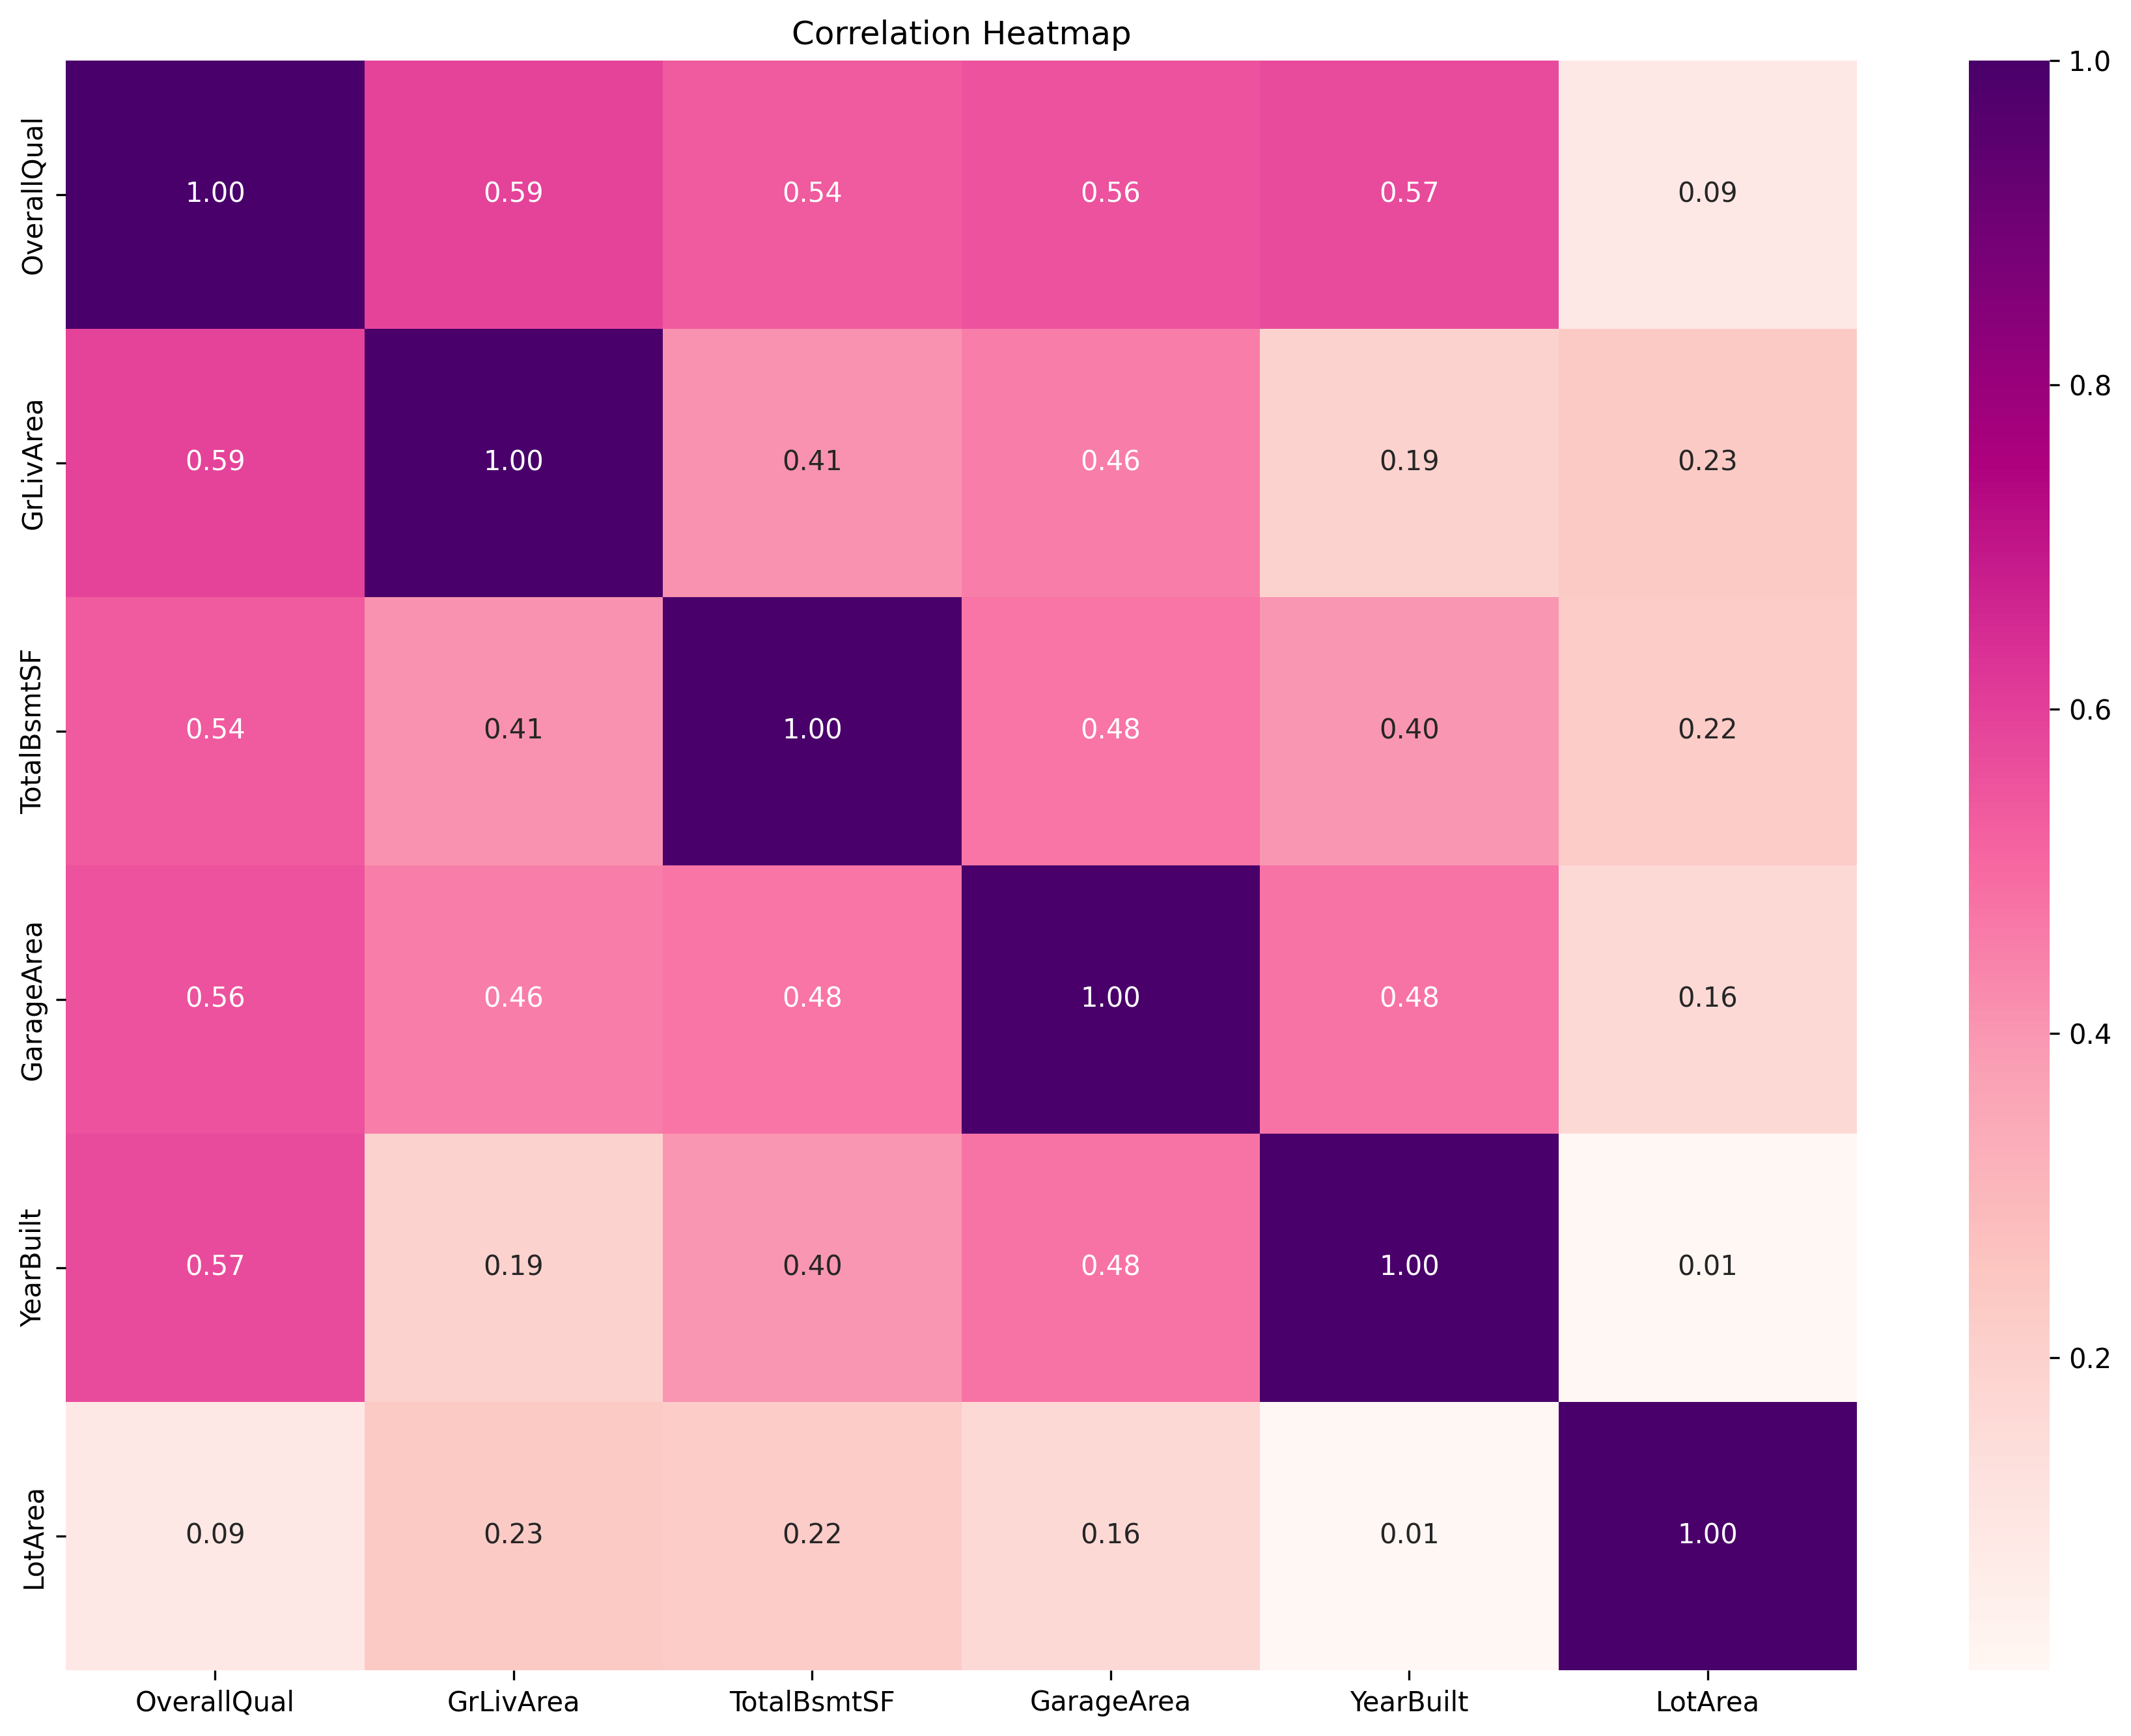 Correlation Heatmap
OverallQual 1.00 0.59 0.54 0.56 0.57 0.09
GrLivArea 0.59 1.00 0.41 0.46 0.19 0.23
TotalBsmtSF 0.54 0.41 1.00 0.48 0.40 0.22
GarageArea 0.56 0.46 0.48 1.00 0.48 0.16
YearBuilt 0.57 0.19 0.40 0.48 1.00 0.01
LotArea 0.09 0.23 0.22 0.16 0.01 1.00
OverallQual GrLivArea TotalBsmtSF GarageArea YearBuilt LotArea
1.0
0.8
0.6
0.4
0.2